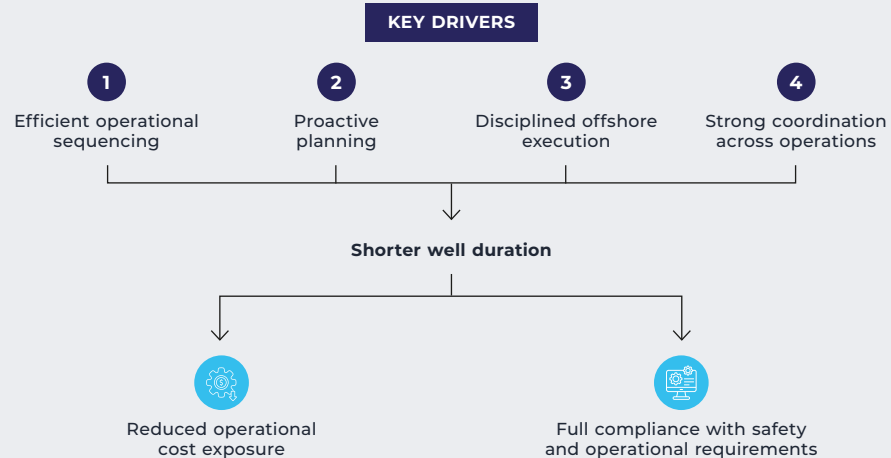 KEY DRIVERS
1
Efficient operational
sequencing
2
Proactive
planning
3
Disciplined offshore
execution
4
Strong coordination
across operations
Shorter well duration
$
Reduced operational
cost exposure
Full compliance with safety
and operational requirements